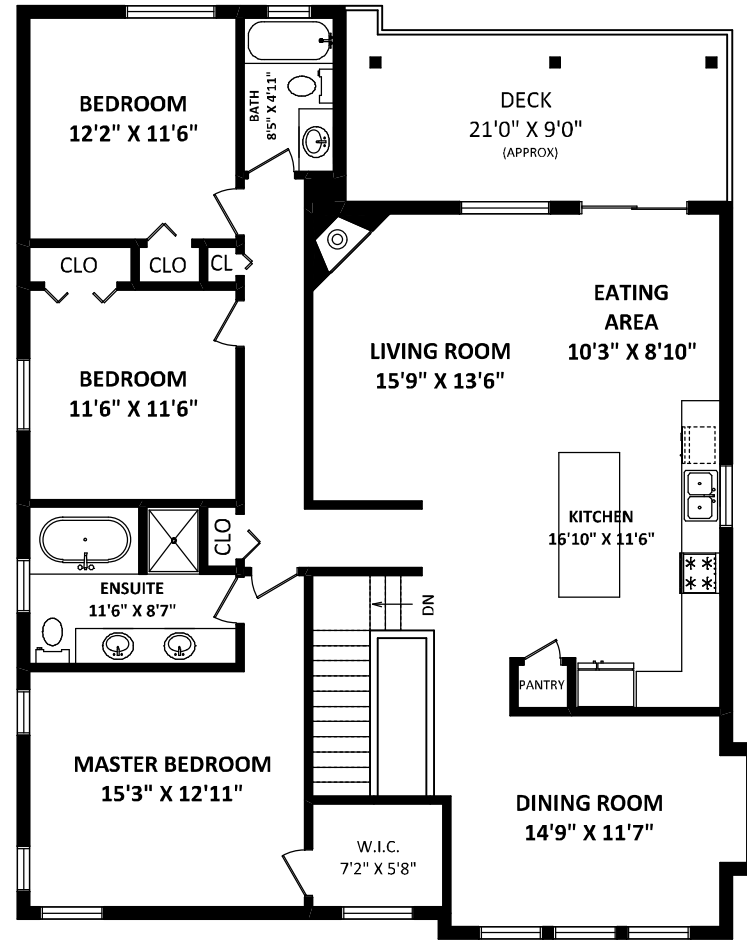 BEDROOM
12'2" X 11'6"
BATH
8'5" X 4'11"
DECK
21'0" X 9'0"
(APPROX)
CLO
CLO
CL
BEDROOM
11'6" X 11'6"
LIVING ROOM
15'9" X 13'6"
EATING
AREA
10'3" X 8'10"
KITCHEN
16'10" X 11'6"
CLO
ENSUITE
11'6" X 8'7"
DN
PANTRY
MASTER BEDROOM
15'3" X 12'11"
W.I.C.
7'2" X 5'8"
DINING ROOM
14'9" X 11'7"